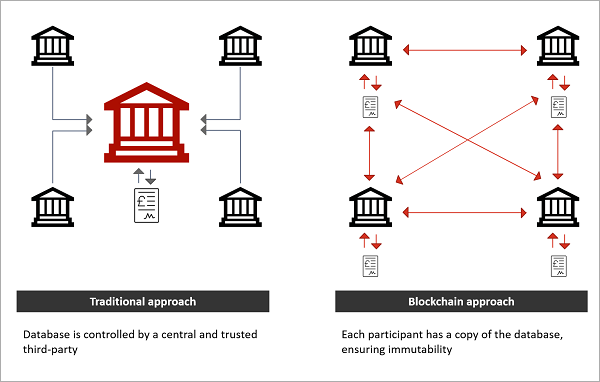 £
£
£
£
£
Traditional approach
Blockchain approach
Database is controlled by a central and trusted
third-party
Each participant has a copy of the database,
ensuring immutability